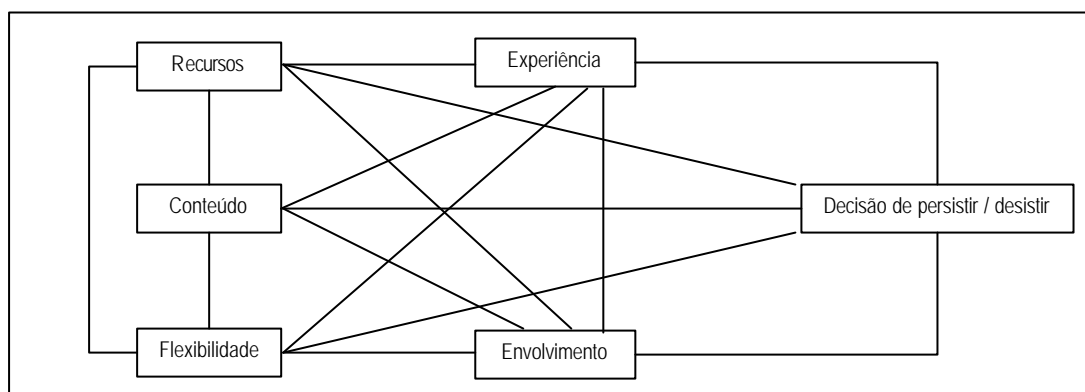 Recursos
Experiência
Conteúdo
Decisão de persistir / desistir
Flexibilidade
Envolvimento